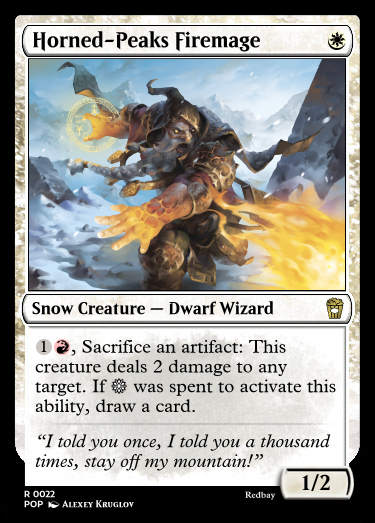 Horned-Peaks Firemage
Snow Creature — Dwarf Wizard
1, Sacrifice an artifact: This
creature deals 2 damage to any
target. If was spent to activate this
ability, draw a card.
“I told you once, I told you a thousand
times, stay off my mountain!”
1/2
R 0022
POP Alexey Kruglov
Redbay